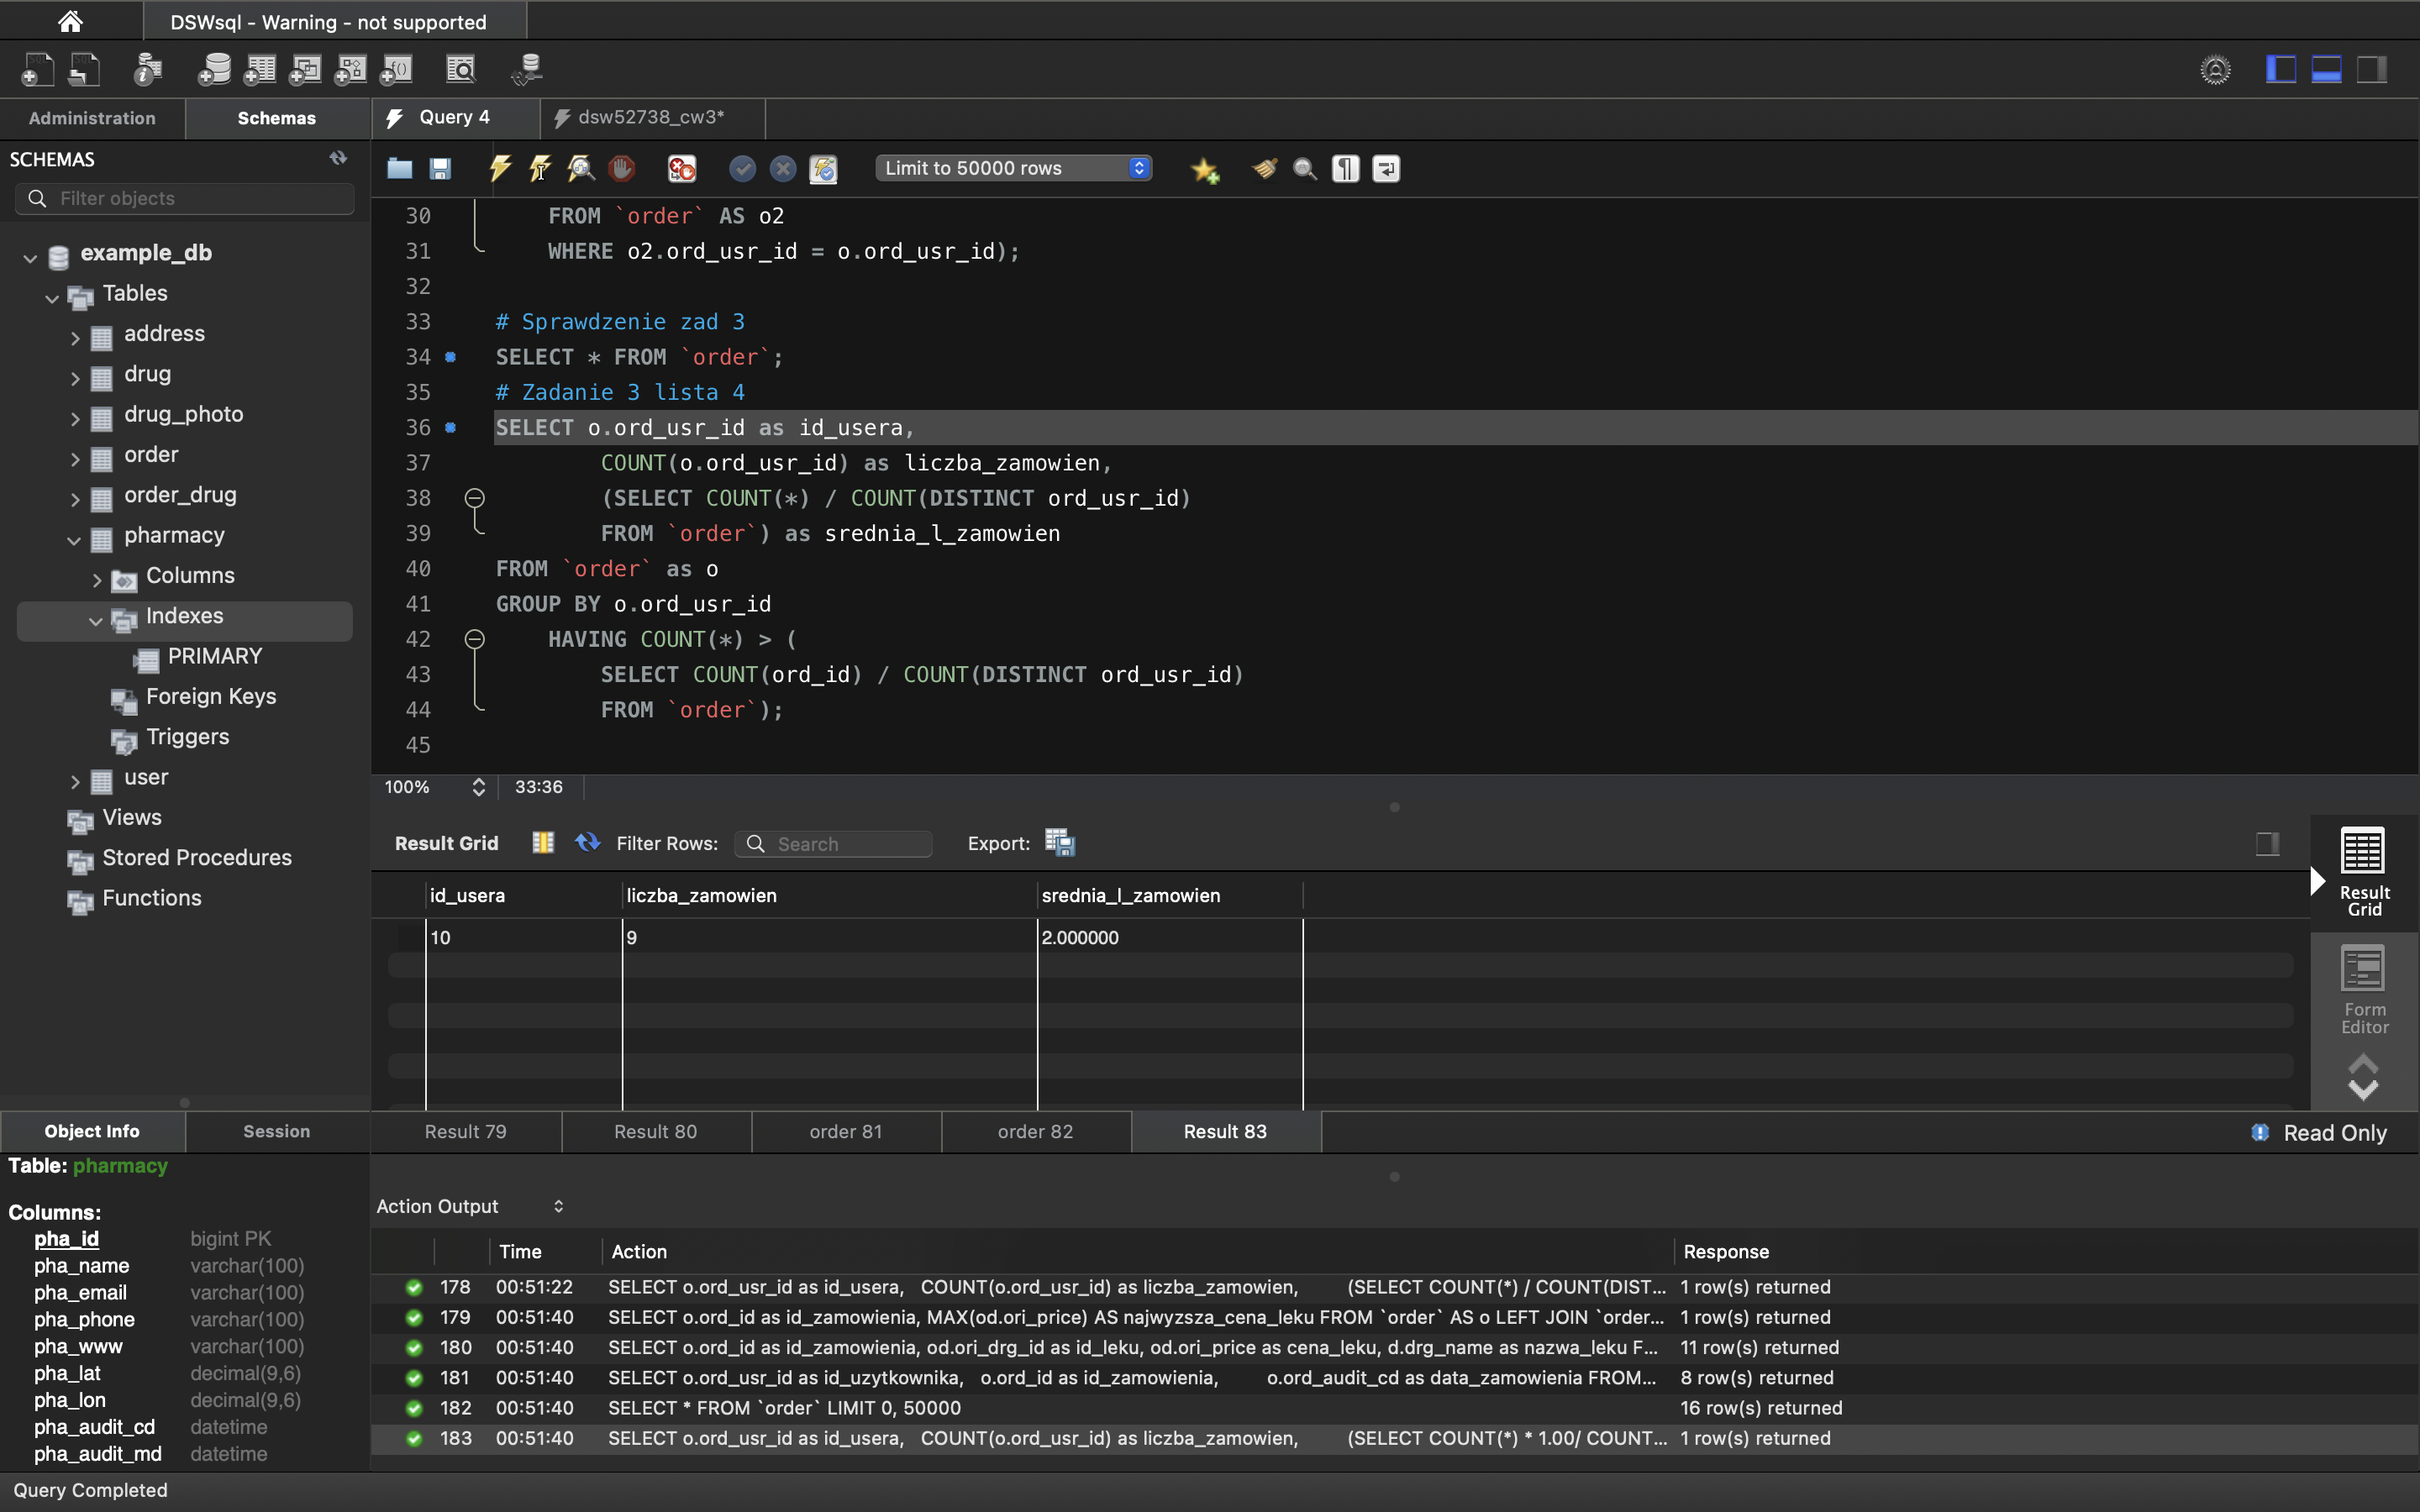 DSWsql - Warning - not supported
Administration
Schemas
Query 4
dsw52738_cw3*
SCHEMAS
Filter objects
example_db
Tables
address
drug
drug_photo
order
order_drug
pharmacy
Columns
Indexes
PRIMARY
Foreign Keys
Triggers
user
Views
Stored Procedures
Functions
Limit to 50000 rows
30 FROM `order` AS o2
31 WHERE o2.ord_usr_id = o.ord_usr_id);
32
33 # Sprawdzenie zad 3
34 SELECT * FROM `order`;
35 # Zadanie 3 lista 4
36 SELECT o.ord_usr_id as id_usera,
37 COUNT(o.ord_usr_id) as liczba_zamowien,
38 (SELECT COUNT(*) / COUNT(DISTINCT ord_usr_id)
39 FROM `order`) as srednia_l_zamowien
40 FROM `order` as o
41 GROUP BY o.ord_usr_id
42 HAVING COUNT(*) > (
43 SELECT COUNT(ord_id) / COUNT(DISTINCT ord_usr_id)
44 FROM `order`);
45
100% 33:36
Result Grid Filter Rows: Search Export:
id_usera liczba_zamowien srednia_l_zamowien
10 9 2.000000
Result
Grid
Form
Editor
Result 79 Result 80 order 81 order 82 Result 83 Read Only
Object Info Session
Table: pharmacy
Columns:
pha_id bigint PK
pha_name varchar(100)
pha_email varchar(100)
pha_phone varchar(100)
pha_www varchar(100)
pha_lat decimal(9,6)
pha_lon decimal(9,6)
pha_audit_cd datetime
pha_audit_md datetime
Action Output
Time Action Response
178 00:51:22 SELECT o.ord_usr_id as id_usera, COUNT(o.ord_usr_id) as liczba_zamowien, (SELECT COUNT(*) / COUNT(DIST... 1 row(s) returned
179 00:51:40 SELECT o.ord_id as id_zamowienia, MAX(od.ori_price) AS najwyzsza_cena_leku FROM `order` AS o LEFT JOIN `order... 1 row(s) returned
180 00:51:40 SELECT o.ord_id as id_zamowienia, od.ori_drg_id as id_leku, od.ori_price as cena_leku, d.drg_name as nazwa_leku F... 11 row(s) returned
181 00:51:40 SELECT o.ord_usr_id as id_uzytkownika, o.ord_id as id_zamowienia, o.ord_audit_cd as data_zamowienia FROM... 8 row(s) returned
182 00:51:40 SELECT * FROM `order` LIMIT 0, 50000 16 row(s) returned
183 00:51:40 SELECT o.ord_usr_id as id_usera, COUNT(o.ord_usr_id) as liczba_zamowien, (SELECT COUNT(*) * 1.00/ COUNT... 1 row(s) returned
Query Completed